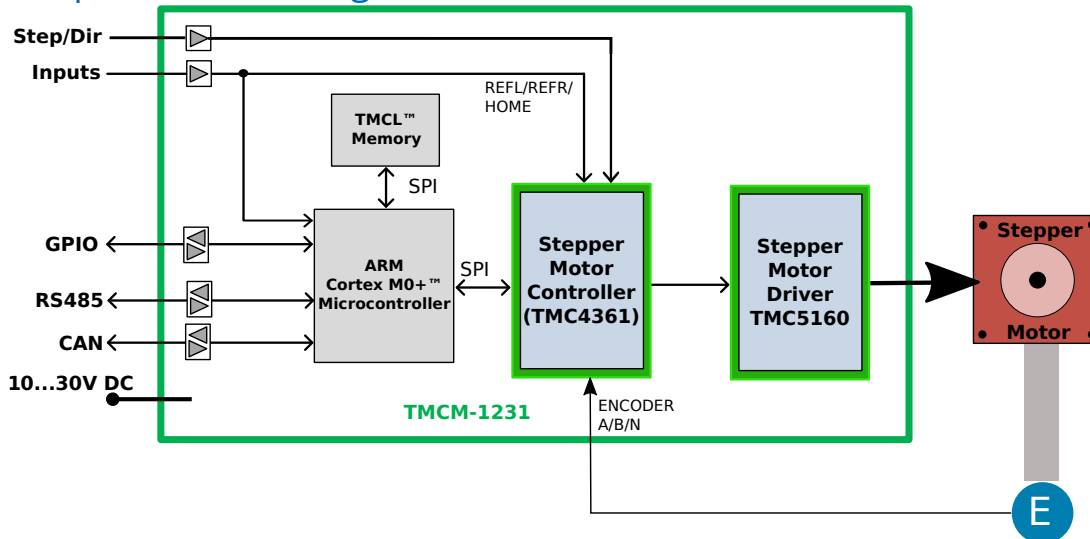 Step/Dir
Inputs
REFL/REFR/
HOME
TMCL™
Memory
SPI
GPIO
RS485
CAN
10...30V DC
ARM
Cortex M0+™
Microcontroller
SPI
Stepper
Motor
Controller
(TMC4361)
Stepper
Motor
Driver
TMC5160
Stepper
Motor
TMCM-1231
ENCODER
A/B/N
E